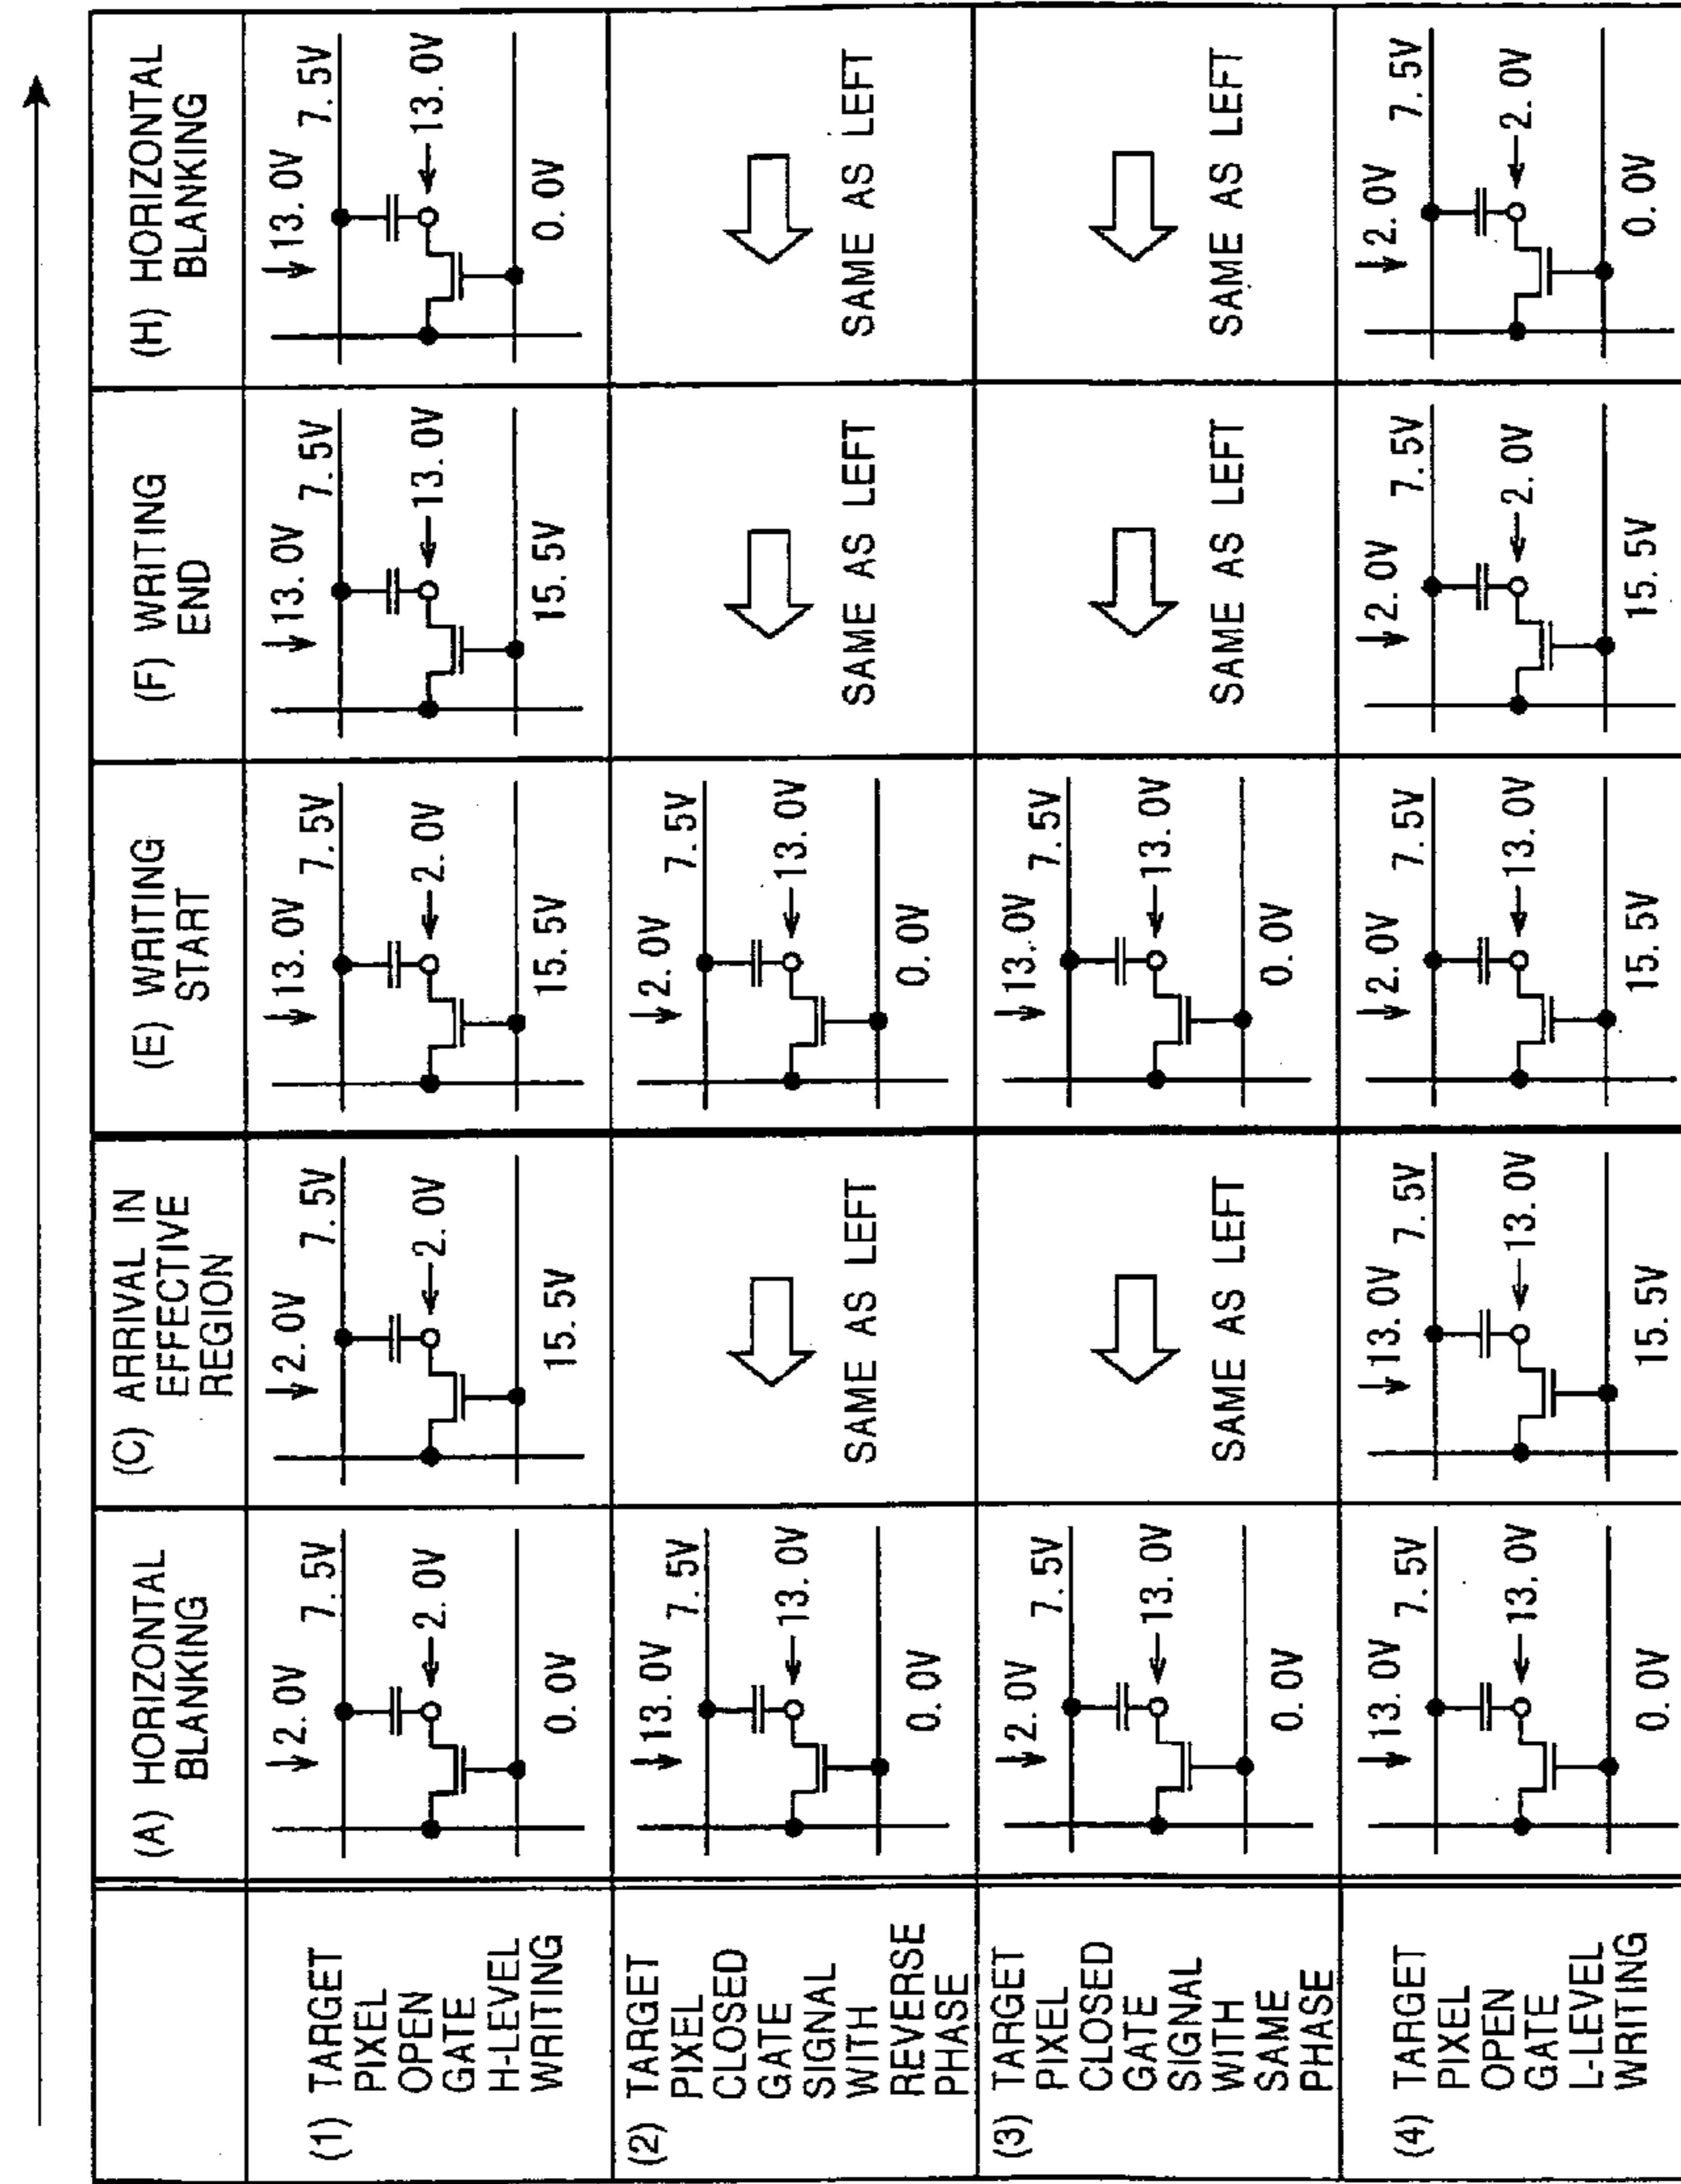 (A) HORIZONTAL
BLANKING
(C) ARRIVAL IN
EFFECTIVE
REGION
(E) WRITING
START
(F) WRITING
END
(H) HORIZONTAL
BLANKING
(1) TARGET
PIXEL
OPEN
GATE
H-LEVEL
WRITING
2.0V 7.5V
2.0V
0.0V
2.0V 7.5V
2.0V
15.5V
13.0V 7.5V
2.0V
15.5V
13.0V 7.5V
13.0V
15.5V
13.0V 7.5V
13.0V
0.0V
(2) TARGET
PIXEL
CLOSED
GATE
SIGNAL
WITH
REVERSE
PHASE
13.0V 7.5V
13.0V
0.0V
SAME AS LEFT
2.0V 7.5V
13.0V
0.0V
SAME AS LEFT
SAME AS LEFT
(3) TARGET
PIXEL
CLOSED
GATE
SIGNAL
WITH
SAME
PHASE
2.0V 7.5V
13.0V
0.0V
SAME AS LEFT
13.0V 7.5V
13.0V
0.0V
SAME AS LEFT
SAME AS LEFT
(4) TARGET
PIXEL
OPEN
GATE
L-LEVEL
WRITING
13.0V 7.5V
13.0V
0.0V
13.0V 7.5V
13.0V
15.5V
2.0V 7.5V
13.0V
15.5V
2.0V 7.5V
2.0V
15.5V
2.0V 7.5V
2.0V
0.0V